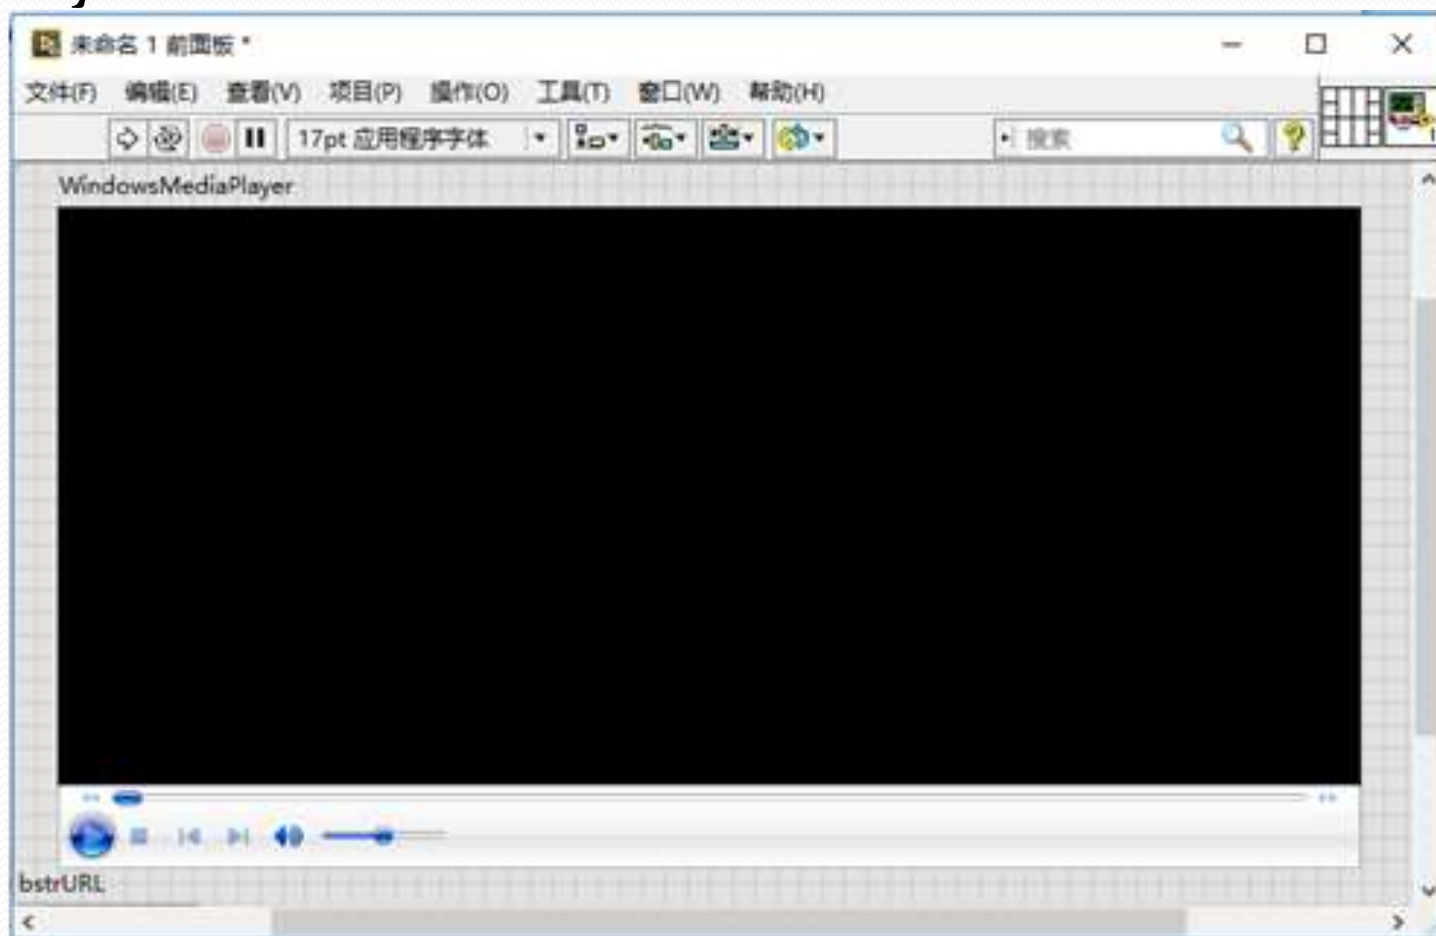 未命名 1 前面板 *
文件(F) 编辑(E) 查看(V) 项目(P) 操作(O) 工具(T) 窗口(W) 帮助(H)
17pt 应用程序字体 搜索
WindowsMediaPlayer
bstrURL